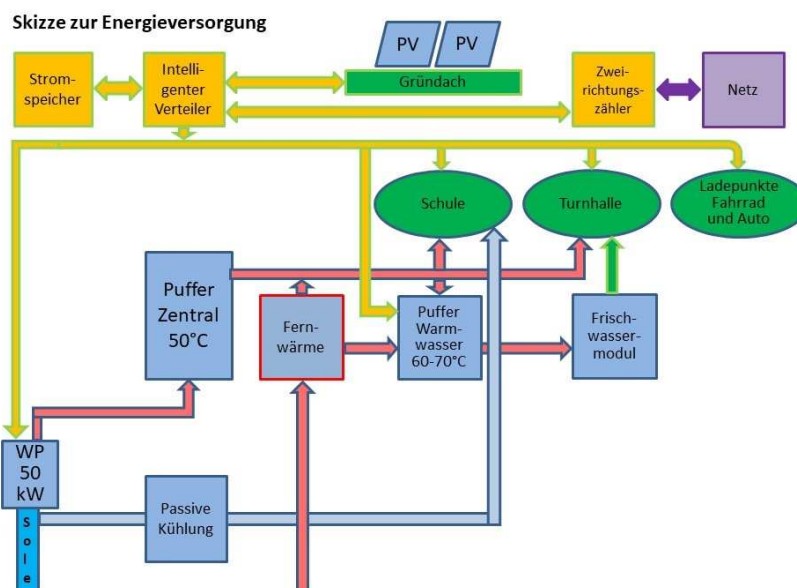 Skizze zur Energieversorgung
PV PV
Strom-
speicher
Intelli-
genter
Verteiler
Gründach
Zwei-
richtungs-
zähler
Netz
Schule
Turnhalle
Ladepunkte
Fahrrad
und Auto
Puffer
Zentral
50°C
Fern-
wärme
Puffer
Warm-
wasser
60-70°C
Frisch-
wasser-
modul
WP
50
kW
Passive
Kühlung
S
o
l
e